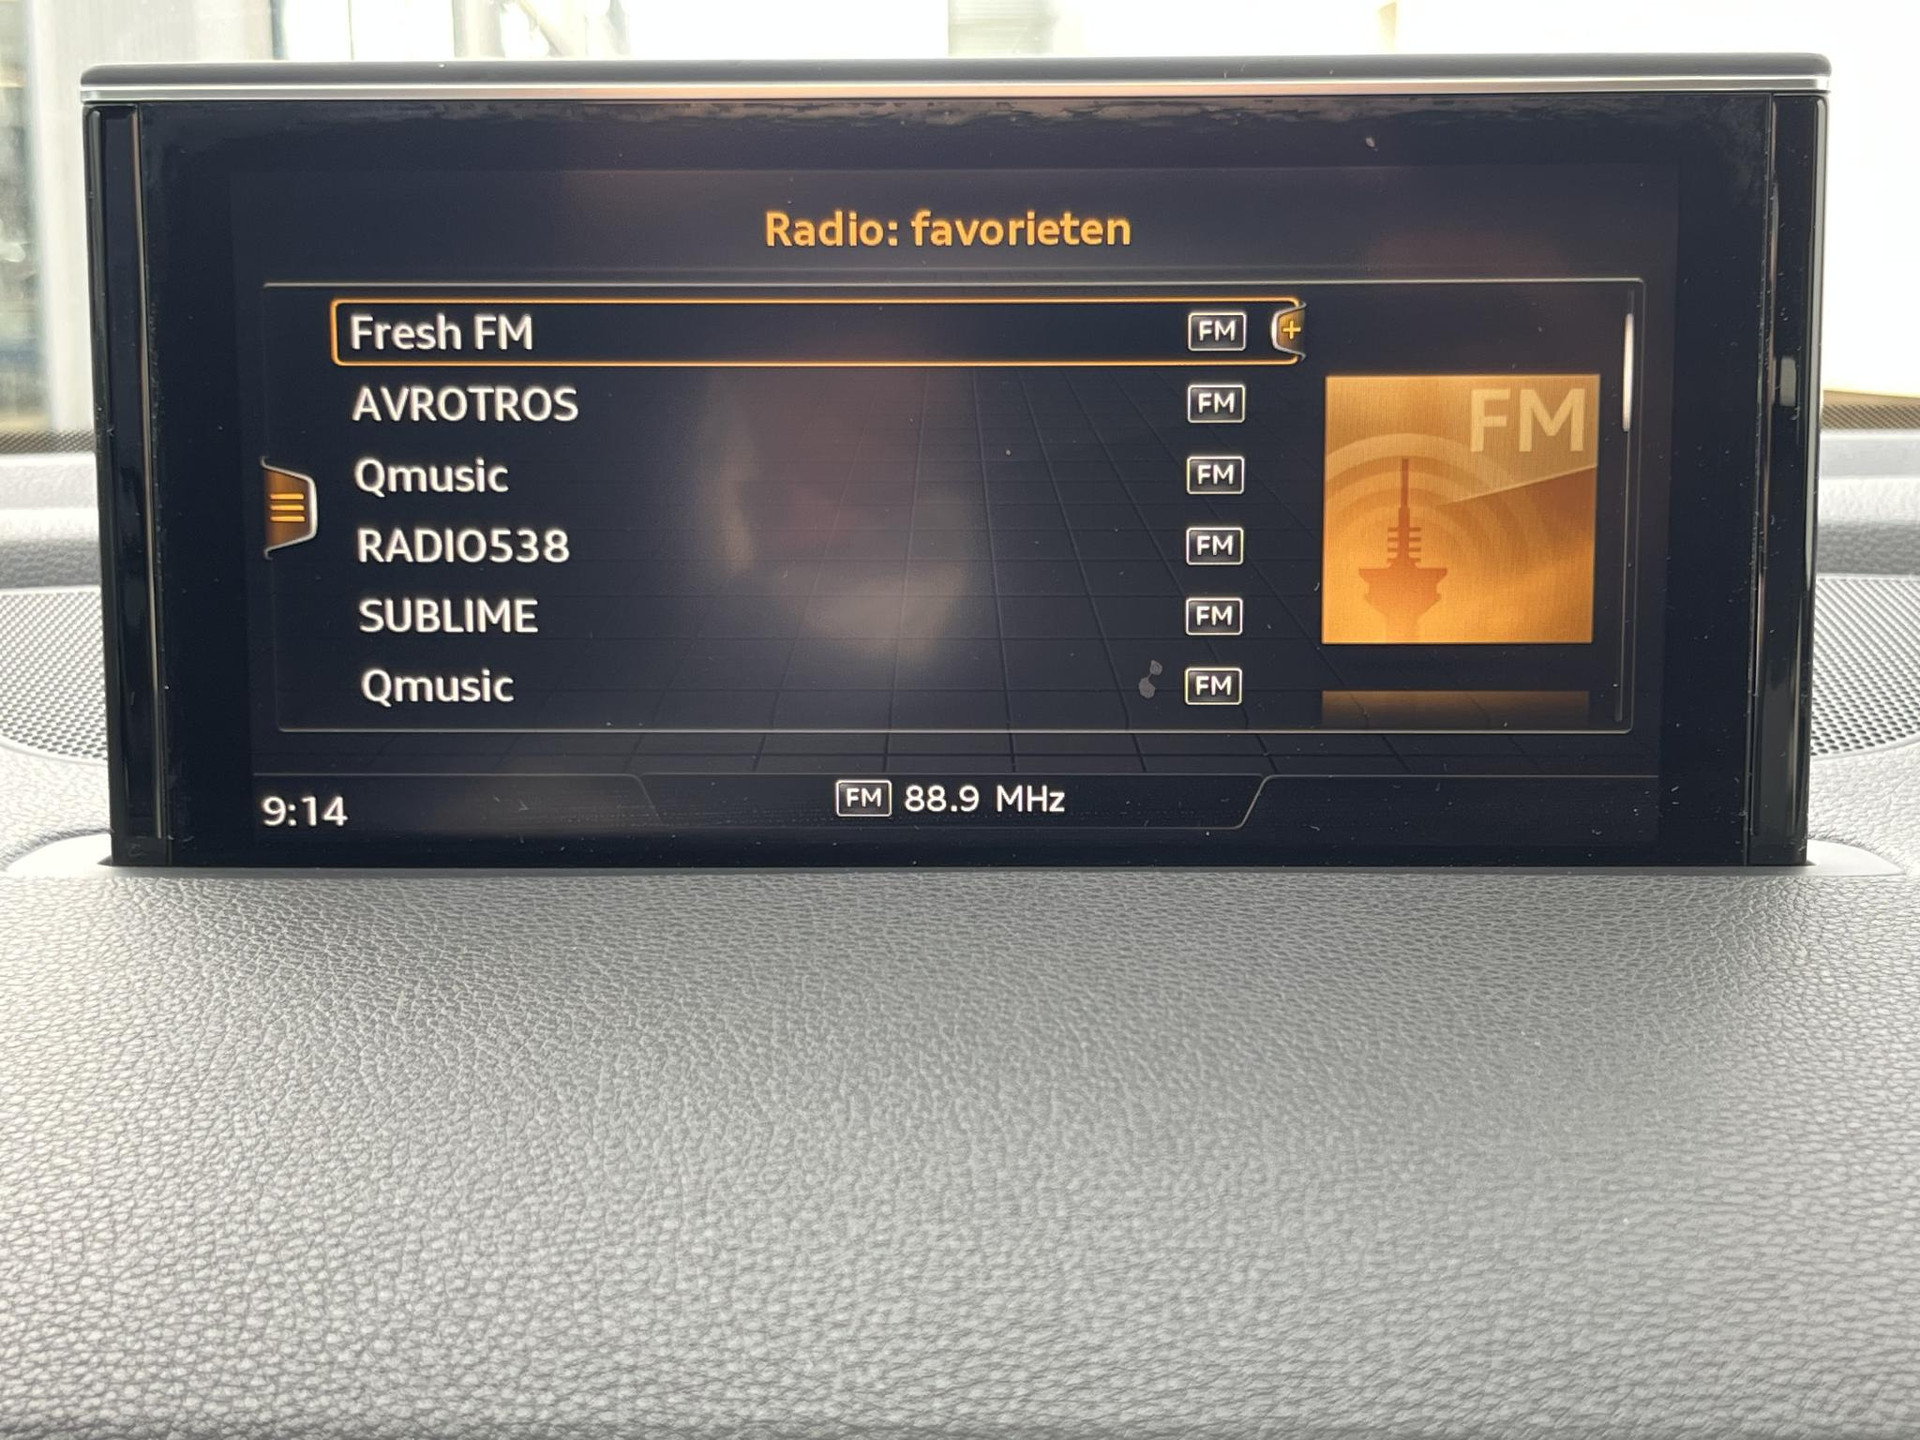 Radio: favorieten
Fresh FM FM +
AVROTROS FM
Qmusic FM
RADIO538 FM
SUBLIME FM
Qmusic FM
FM
9:14 FM 88.9 MHz